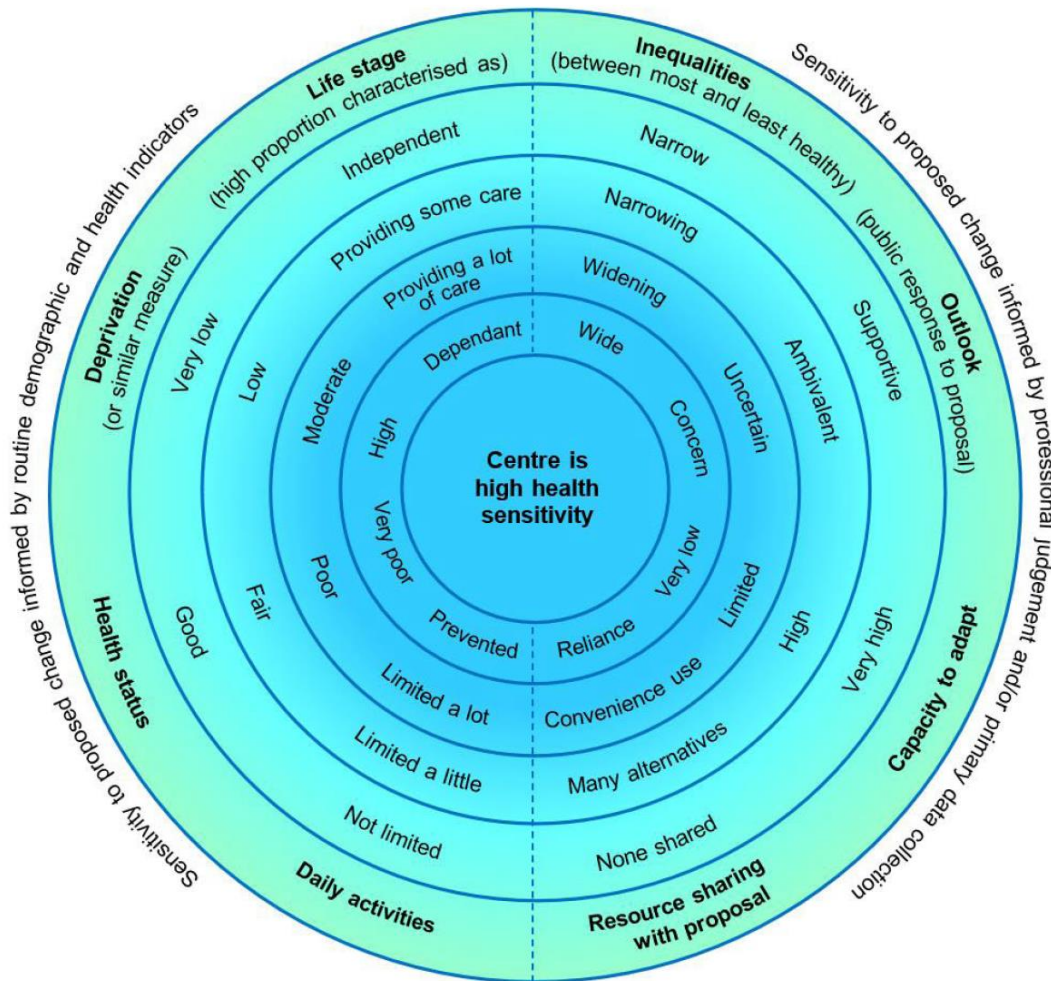 Sensitivity to proposed change informed by routine demographic and health indicators
Sensitivity to proposed change informed by professional judgement and/or primary data collection
Life stage
(high proportion characterised as)
Independent
Providing some care
Providing a lot
of care
Dependant
Inequalities
(between most and least healthy)
Narrow
Narrowing
Widening
Wide
Deprivation
(or similar measure)
Very low
Low
Moderate
High
Outlook
(public response to proposal)
Supportive
Ambivalent
Uncertain
Concern
Centre is
high health
sensitivity
Health status
Good
Fair
Poor
Very poor
Capacity to adapt
Very high
High
Limited
Very low
Daily activities
Not limited
Limited a little
Limited a lot
Prevented
Resource sharing
with proposal
None shared
Many alternatives
Convenience use
Reliance